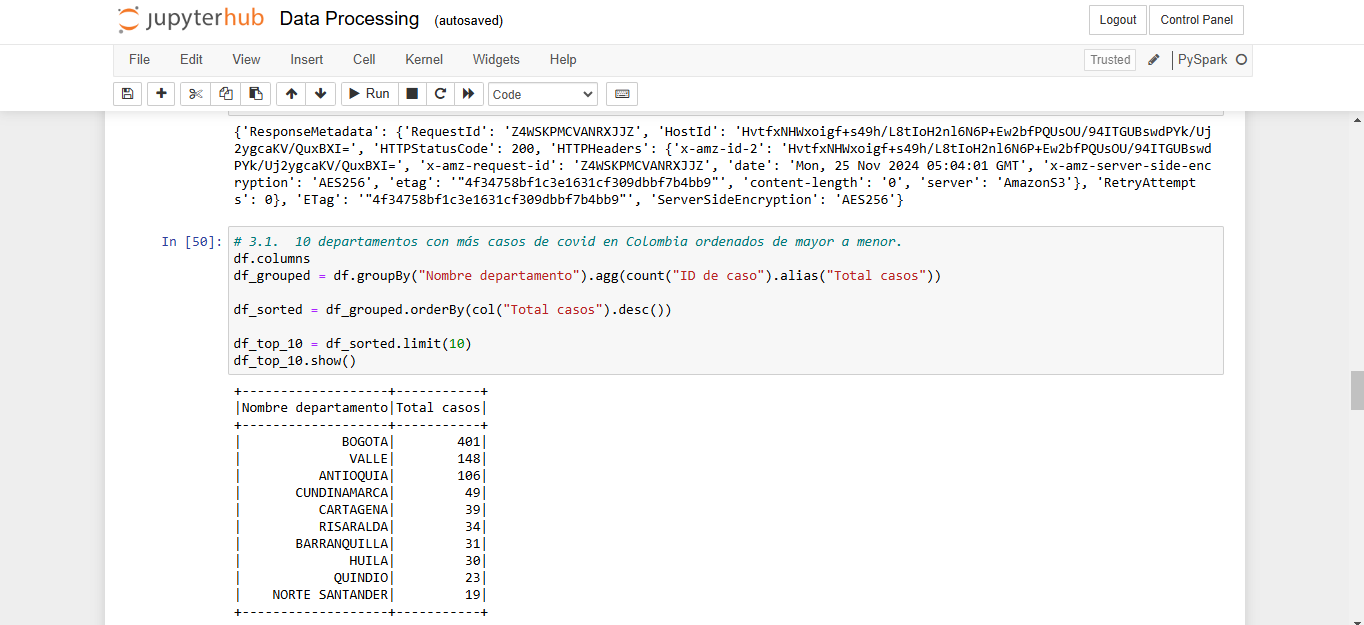 jupyterhub Data Processing (autosaved) Logout Control Panel
File Edit View Insert Cell Kernel Widgets Help Trusted PySpark
Run Code
{'ResponseMetadata': {'RequestId': 'Z4WSKPMCVANRXJJZ', 'HostId': 'HvtfxNHWxoigf+s49h/L8tIoH2nl6N6P+Ew2bfPQUsOU/94ITGUBswdPYk/Uj
2ygcaKV/QuxBXI=', 'HTTPStatusCode': 200, 'HTTPHeaders': {'x-amz-id-2': 'HvtfxNHWxoigf+s49h/L8tIoH2nl6N6P+Ew2bfPQUsOU/94ITGUBswd
PYk/Uj2ygcaKV/QuxBXI=', 'x-amz-request-id': 'Z4WSKPMCVANRXJJZ', 'date': 'Mon, 25 Nov 2024 05:04:01 GMT', 'x-amz-server-side-enc
ryption': 'AES256', 'etag': '"4f34758bf1c3e1631cf309dbbf7b4bb9"', 'content-length': '0', 'server': 'AmazonS3'}, 'RetryAttempt
s': 0}, 'ETag': '"4f34758bf1c3e1631cf309dbbf7b4bb9"', 'ServerSideEncryption': 'AES256'}
In [50]: # 3.1.  10 departamentos con más casos de covid en Colombia ordenados de mayor a menor.
df.columns
df_grouped = df.groupBy("Nombre departamento").agg(count("ID de caso").alias("Total casos"))
df_sorted = df_grouped.orderBy(col("Total casos").desc())
df_top_10 = df_sorted.limit(10)
df_top_10.show()
+-------------------+-----------+
|Nombre departamento|Total casos|
+-------------------+-----------+
|             BOGOTA|        401|
|              VALLE|        148|
|          ANTIOQUIA|        106|
|       CUNDINAMARCA|         49|
|          CARTAGENA|         39|
|          RISARALDA|         34|
|       BARRANQUILLA|         31|
|              HUILA|         30|
|            QUINDIO|         23|
|    NORTE SANTANDER|         19|
+-------------------+-----------+